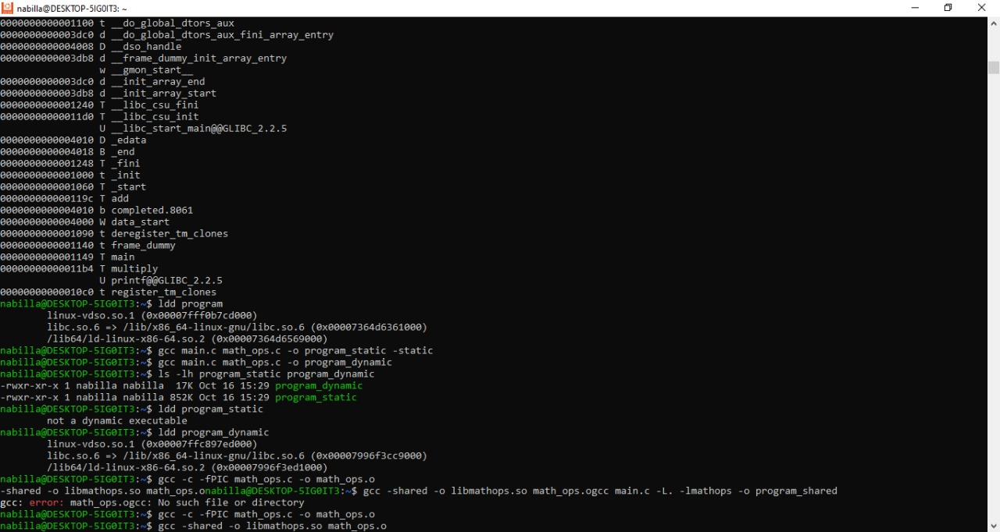 nabilla@DESKTOP-5IG0IT3: ~
0000000000001100 t __do_global_dtors_aux
0000000000003dc0 d __do_global_dtors_aux_fini_array_entry
0000000000004008 D __dso_handle
0000000000003db8 d __frame_dummy_init_array_entry
                 w __gmon_start__
0000000000003dc0 d __init_array_end
0000000000003db8 d __init_array_start
0000000000001240 T __libc_csu_fini
00000000000011d0 T __libc_csu_init
                 U __libc_start_main@@GLIBC_2.2.5
0000000000004010 D _edata
0000000000004018 B _end
0000000000001248 T _fini
0000000000001000 t _init
0000000000001060 T _start
000000000000119c T add
0000000000004010 b completed.8061
0000000000004000 W data_start
0000000000001090 t deregister_tm_clones
0000000000001140 t frame_dummy
0000000000001149 T main
00000000000011b4 T multiply
                 U printf@@GLIBC_2.2.5
00000000000010c0 t register_tm_clones
nabilla@DESKTOP-5IG0IT3:~$ ldd program
        linux-vdso.so.1 (0x00007fff0b7cd000)
        libc.so.6 => /lib/x86_64-linux-gnu/libc.so.6 (0x00007364d6361000)
        /lib64/ld-linux-x86-64.so.2 (0x00007364d6569000)
nabilla@DESKTOP-5IG0IT3:~$ gcc main.c math_ops.c -o program_static -static
nabilla@DESKTOP-5IG0IT3:~$ gcc main.c math_ops.c -o program_dynamic
nabilla@DESKTOP-5IG0IT3:~$ ls -lh program_static program_dynamic
-rwxr-xr-x 1 nabilla nabilla  17K Oct 16 15:29 program_dynamic
-rwxr-xr-x 1 nabilla nabilla 852K Oct 16 15:29 program_static
nabilla@DESKTOP-5IG0IT3:~$ ldd program_static
        not a dynamic executable
nabilla@DESKTOP-5IG0IT3:~$ ldd program_dynamic
        linux-vdso.so.1 (0x00007ffc897ed000)
        libc.so.6 => /lib/x86_64-linux-gnu/libc.so.6 (0x00007996f3cc9000)
        /lib64/ld-linux-x86-64.so.2 (0x00007996f3ed1000)
nabilla@DESKTOP-5IG0IT3:~$ gcc -c -fPIC math_ops.c -o math_ops.o
-shared -o libmathops.so math_ops.onabilla@DESKTOP-5IG0IT3:~$ gcc -shared -o libmathops.so math_ops.ogcc main.c -L. -lmathops -o program_shared
gcc: error: math_ops.ogcc: No such file or directory
nabilla@DESKTOP-5IG0IT3:~$ gcc -c -fPIC math_ops.c -o math_ops.o
nabilla@DESKTOP-5IG0IT3:~$ gcc -shared -o libmathops.so math_ops.o